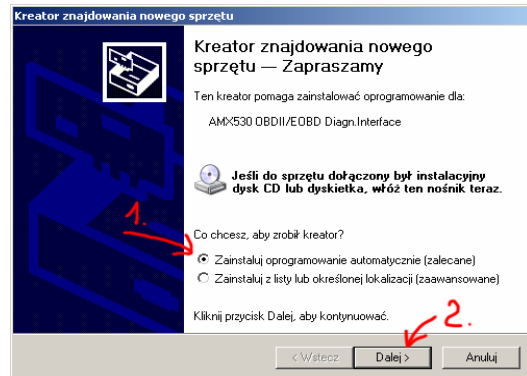 Kreator znajdowania nowego sprzętu
Kreator znajdowania nowego
sprzętu — Zapraszamy
Ten kreator pomaga zainstalować oprogramowanie dla:
AMX530 OBDII/EOBD Diagn.Interface
Jeśli do sprzętu dołączony był instalacyjny
dysk CD lub dyskietka, włóż ten nośnik teraz.
1.
Co chcesz, aby zrobił kreator?
Zainstaluj oprogramowanie automatycznie (zalecane)
Zainstaluj z listy lub określonej lokalizacji (zaawansowane)
Kliknij przycisk Dalej, aby kontynuować.
2.
< Wstecz
Dalej >
Anuluj